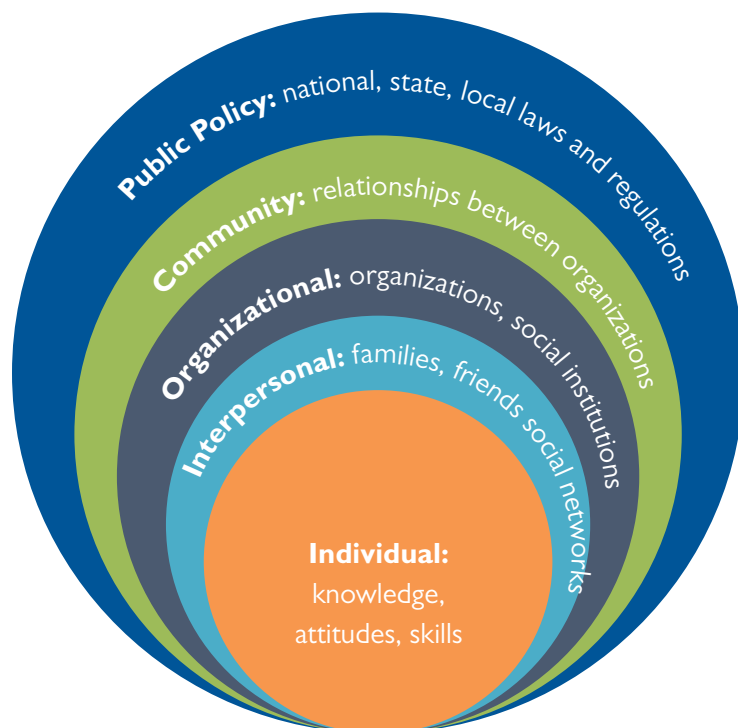 Public Policy: national, state, local laws and regulations
Community: relationships between organizations
Organizational: organizations, social institutions
Interpersonal: families, friends social networks
Individual:
knowledge,
attitudes, skills